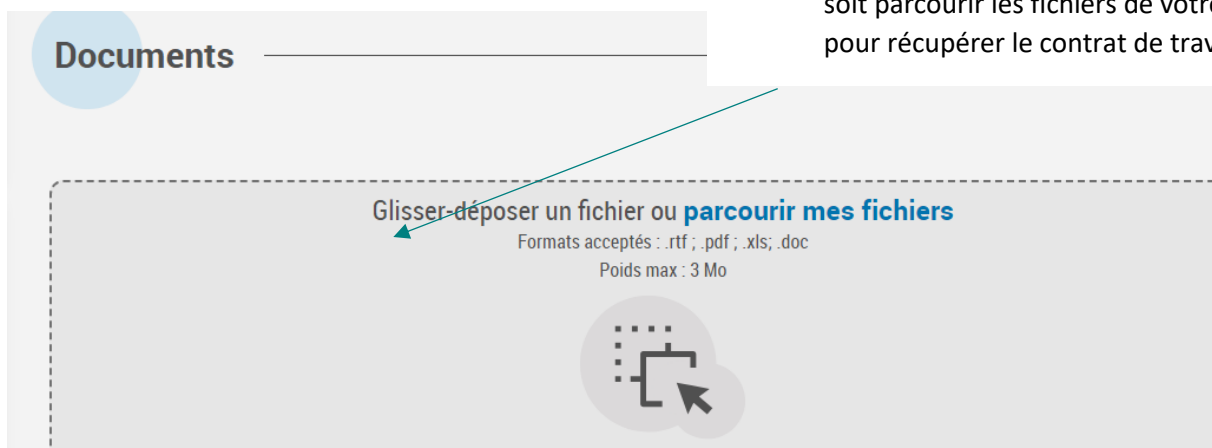 soit parcourir les fichiers de votre
pour récupérer le contrat de trav
Documents
Glisser-déposer un fichier ou parcourir mes fichiers
Formats acceptés : .rtf ; .pdf ; .xls; .doc
Poids max : 3 Mo